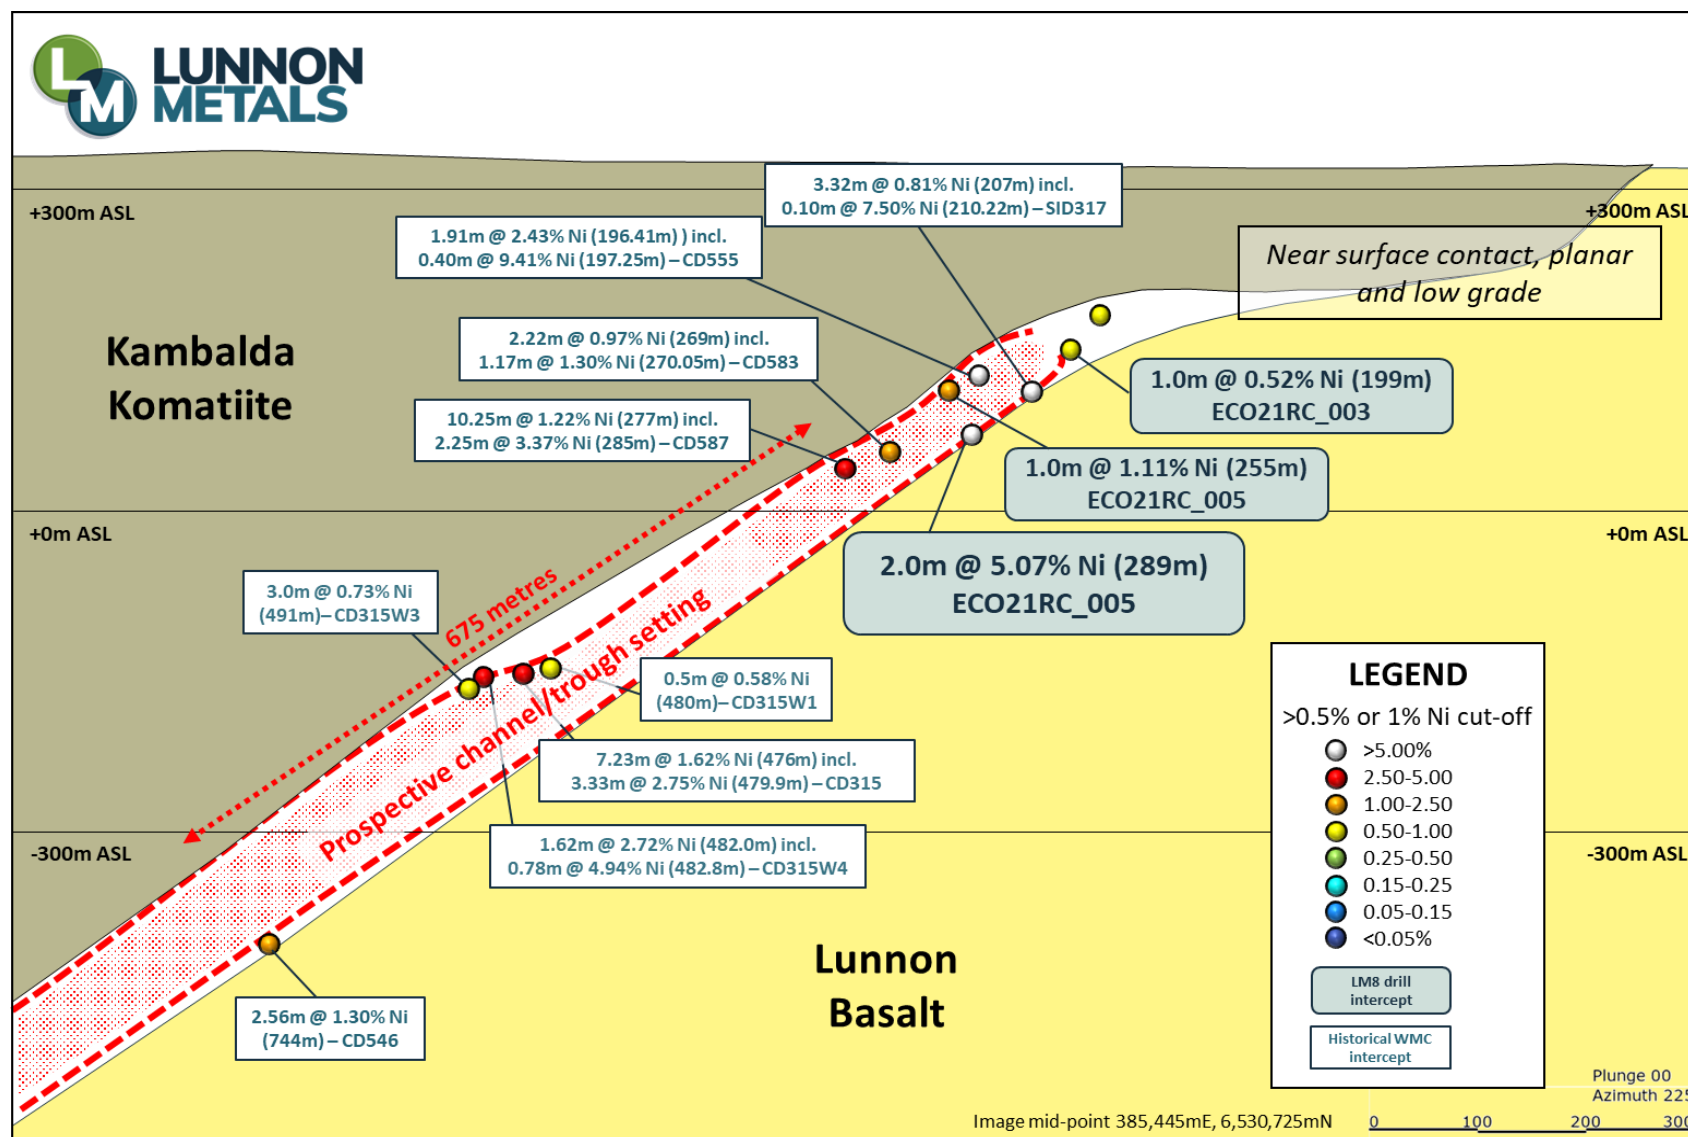 LM
LUNNON
METALS
+300m ASL
+300m ASL
3.32m @ 0.81% Ni (207m) incl.
0.10m @ 7.50% Ni (210.22m) – SID317
1.91m @ 2.43% Ni (196.41m) ) incl.
0.40m @ 9.41% Ni (197.25m) – CD555
Near surface contact, planar
and low grade
Kambalda
Komatiite
2.22m @ 0.97% Ni (269m) incl.
1.17m @ 1.30% Ni (270.05m) – CD583
1.0m @ 0.52% Ni (199m)
ECO21RC_003
10.25m @ 1.22% Ni (277m) incl.
2.25m @ 3.37% Ni (285m) – CD587
1.0m @ 1.11% Ni (255m)
ECO21RC_005
+0m ASL
+0m ASL
2.0m @ 5.07% Ni (289m)
ECO21RC_005
3.0m @ 0.73% Ni
(491m)– CD315W3
675 metres
Prospective channel/trough setting
0.5m @ 0.58% Ni
(480m)– CD315W1
7.23m @ 1.62% Ni (476m) incl.
3.33m @ 2.75% Ni (479.9m) – CD315
1.62m @ 2.72% Ni (482.0m) incl.
0.78m @ 4.94% Ni (482.8m) – CD315W4
-300m ASL
-300m ASL
2.56m @ 1.30% Ni
(744m) – CD546
Lunnon
Basalt
LEGEND
>0.5% or 1% Ni cut-off
>5.00%
2.50-5.00
1.00-2.50
0.50-1.00
0.25-0.50
0.15-0.25
0.05-0.15
<0.05%
LM8 drill
intercept
Historical WMC
intercept
Plunge 00
Azimuth 225
Image mid-point 385,445mE, 6,530,725mN
0 100 200 300